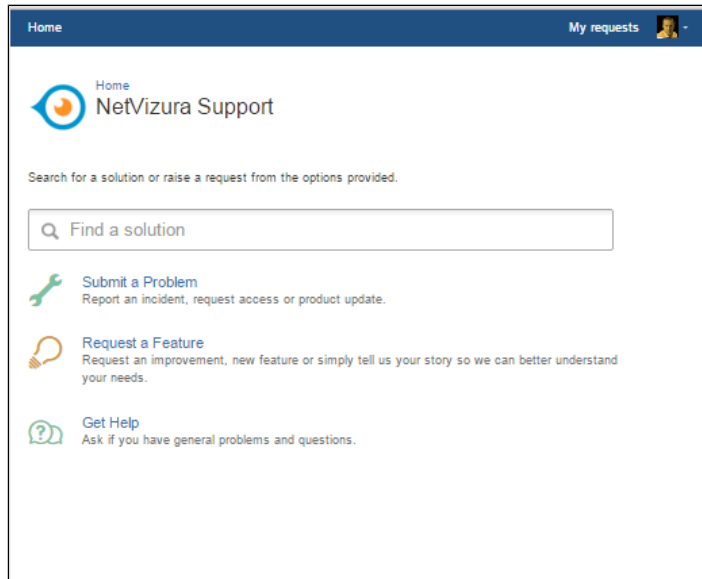 Home
My requests
Home
NetVizura Support
Search for a solution or raise a request from the options provided.
Find a solution
Submit a Problem
Report an incident, request access or product update.
Request a Feature
Request an improvement, new feature or simply tell us your story so we can better understand
your needs.
Get Help
Ask if you have general problems and questions.